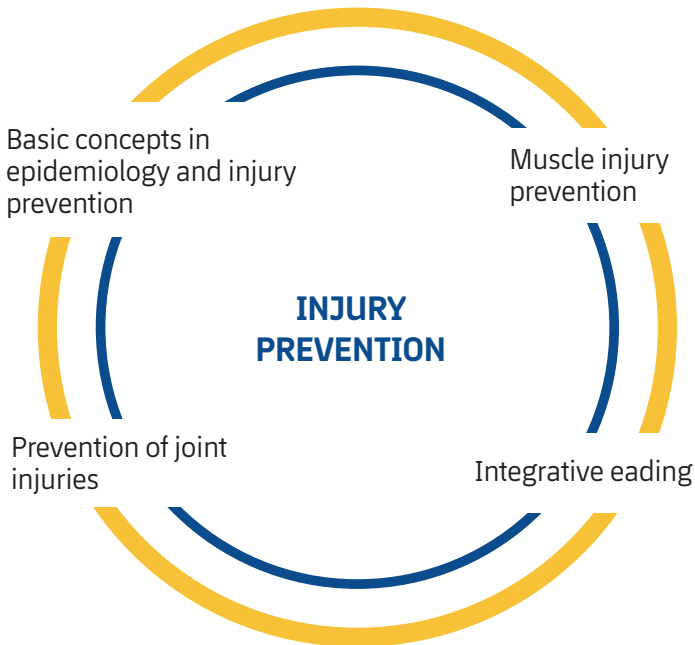 Basic concepts in
epidemiology and injury
prevention
Muscle injury
prevention
INJURY
PREVENTION
Prevention of joint
injuries
Integrative eading